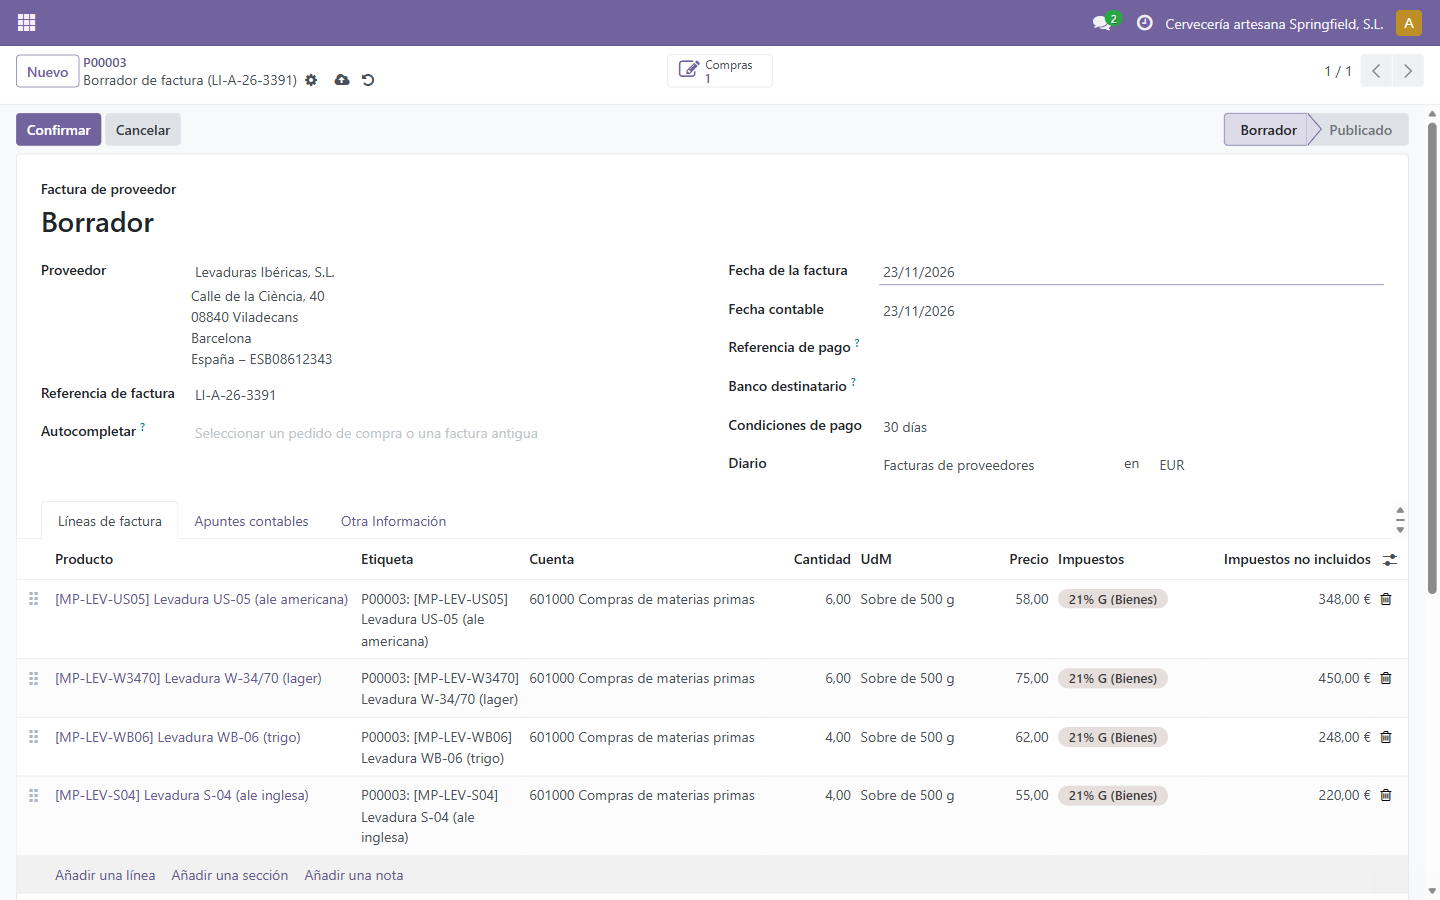 2
Cervecería artesana Springfield, S.L.
A
Nuevo
P00003
Borrador de factura (LI-A-26-3391)
Compras
1
1 / 1
Confirmar
Cancelar
Borrador
Publicado
Factura de proveedor
Borrador
Proveedor
Levaduras Ibéricas, S.L.
Calle de la Ciència, 40
08840 Viladecans
Barcelona
España – ESB08612343
Referencia de factura
LI-A-26-3391
Autocompletar ?
Seleccionar un pedido de compra o una factura antigua
Fecha de la factura
23/11/2026
Fecha contable
23/11/2026
Referencia de pago ?
Banco destinatario ?
Condiciones de pago
30 días
Diario
Facturas de proveedores
en
EUR
Líneas de factura
Apuntes contables
Otra Información
Producto Etiqueta Cuenta Cantidad UdM Precio Impuestos Impuestos no incluidos
[MP-LEV-US05] Levadura US-05 (ale americana) P00003: [MP-LEV-US05] 601000 Compras de materias primas 6,00 Sobre de 500 g 58,00 21% G (Bienes) 348,00 €
Levadura US-05 (ale
americana)
[MP-LEV-W3470] Levadura W-34/70 (lager) P00003: [MP-LEV-W3470] 601000 Compras de materias primas 6,00 Sobre de 500 g 75,00 21% G (Bienes) 450,00 €
Levadura W-34/70 (lager)
[MP-LEV-WB06] Levadura WB-06 (trigo) P00003: [MP-LEV-WB06] 601000 Compras de materias primas 4,00 Sobre de 500 g 62,00 21% G (Bienes) 248,00 €
Levadura WB-06 (trigo)
[MP-LEV-S04] Levadura S-04 (ale inglesa) P00003: [MP-LEV-S04] 601000 Compras de materias primas 4,00 Sobre de 500 g 55,00 21% G (Bienes) 220,00 €
Levadura S-04 (ale
inglesa)
Añadir una línea Añadir una sección Añadir una nota